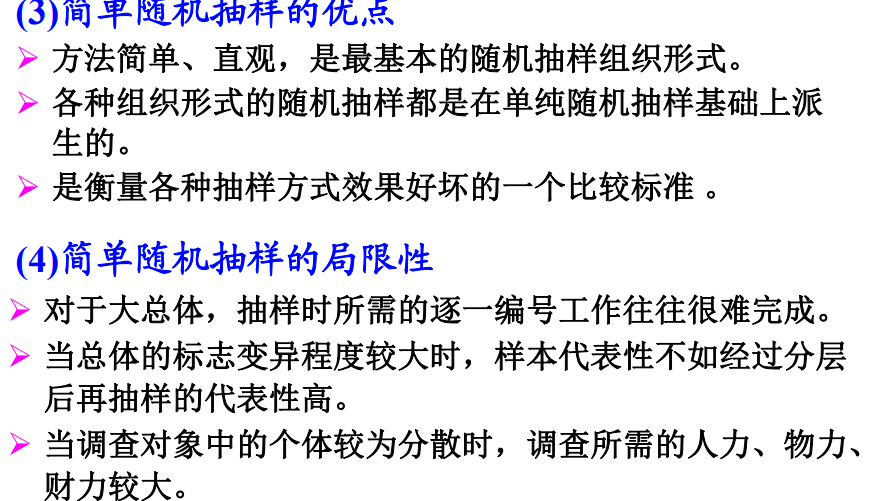 (3)简单随机抽样的优点
➢ 方法简单、直观，是最基本的随机抽样组织形式。
➢ 各种组织形式的随机抽样都是在单纯随机抽样基础上派
生的。
➢ 是衡量各种抽样方式效果好坏的一个比较标准 。
(4)简单随机抽样的局限性
➢ 对于大总体，抽样时所需的逐一编号工作往往很难完成。
➢ 当总体的标志变异程度较大时，样本代表性不如经过分层
后再抽样的代表性高。
➢ 当调查对象中的个体较为分散时，调查所需的人力、物力、
财力较大。